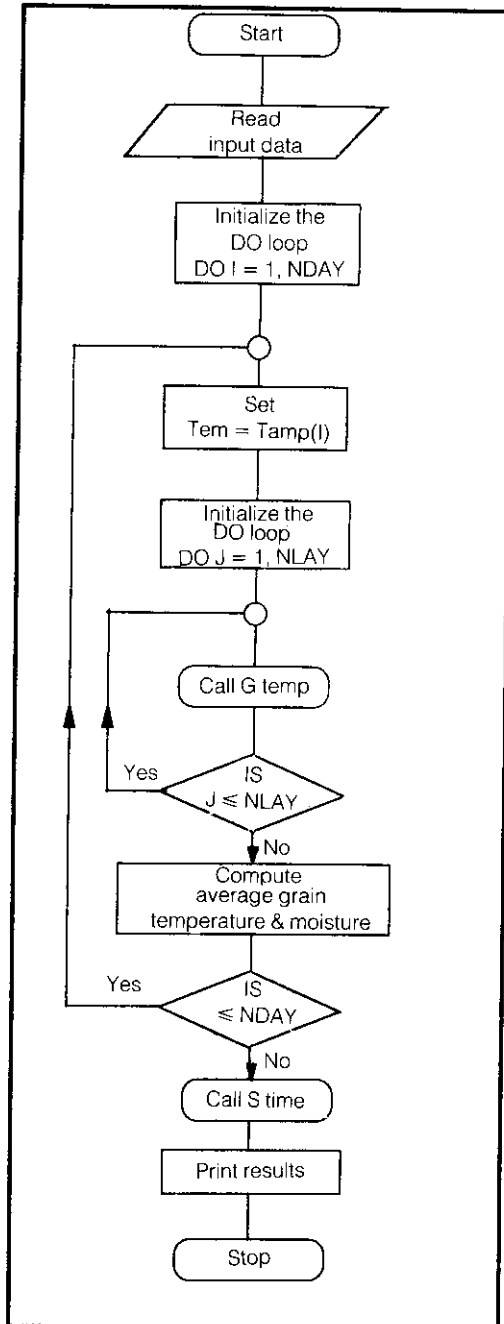 Start
Read
input data
Initialize the
DO loop
DO I = 1, NDAY
Set
Tem = Tamp(I)
Initialize the
DO loop
DO J = 1, NLAY
Call G temp
IS
J ≤ NLAY
Yes
No
Compute
average grain
temperature & moisture
Yes
IS
≤ NDAY
No
Call S time
Print results
Stop